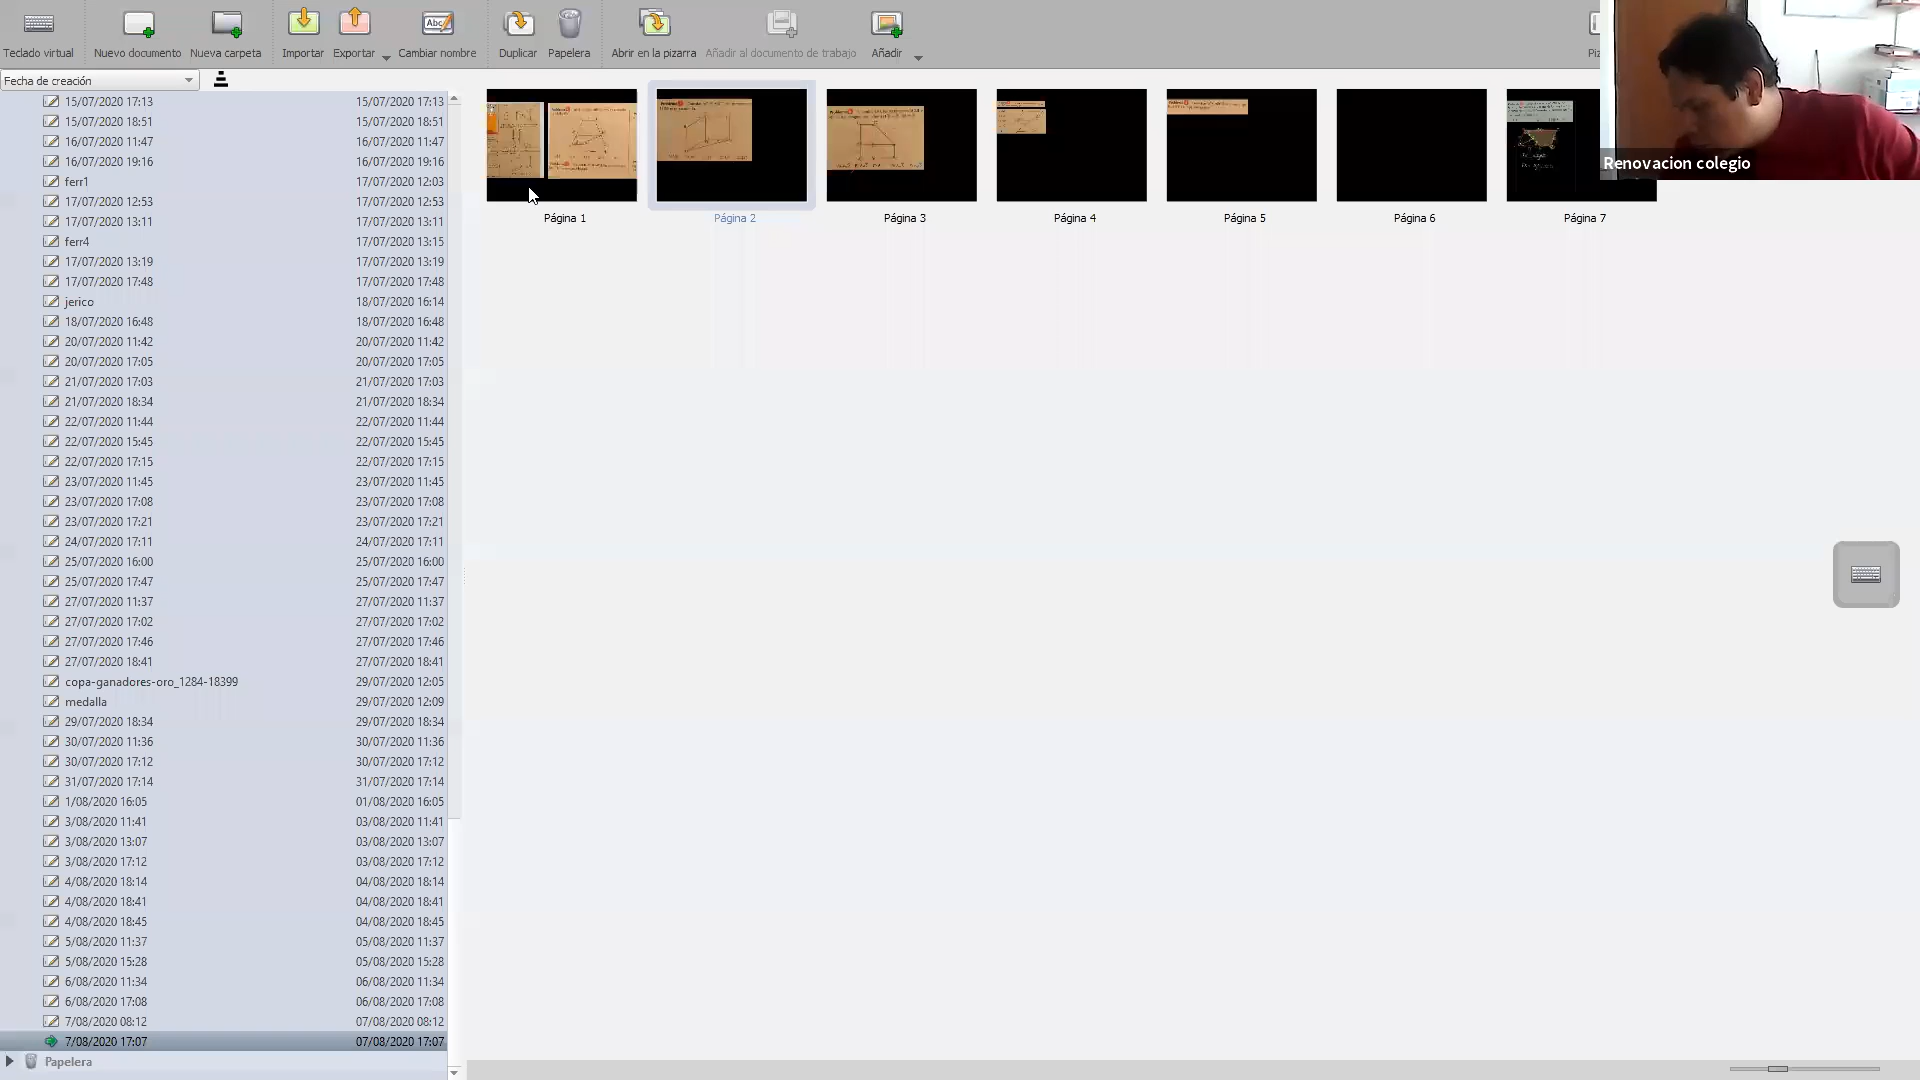 Teclado virtual
Nuevo documento
Nueva carpeta
Importar
Exportar
Cambiar nombre
Duplicar
Papelera
Abrir en la pizarra
Añadir al documento de trabajo
Añadir
Fecha de creación
15/07/2020 17:13 15/07/2020 17:13
15/07/2020 18:51 15/07/2020 18:51
16/07/2020 11:47 16/07/2020 11:47
16/07/2020 19:16 16/07/2020 19:16
ferr1 17/07/2020 12:03
17/07/2020 12:53 17/07/2020 12:53
17/07/2020 13:11 17/07/2020 13:11
ferr4 17/07/2020 13:15
17/07/2020 13:19 17/07/2020 13:19
17/07/2020 17:48 17/07/2020 17:48
jerico 18/07/2020 16:14
18/07/2020 16:48 18/07/2020 16:48
20/07/2020 11:42 20/07/2020 11:42
20/07/2020 17:05 20/07/2020 17:05
21/07/2020 17:03 21/07/2020 17:03
21/07/2020 18:34 21/07/2020 18:34
22/07/2020 11:44 22/07/2020 11:44
22/07/2020 15:45 22/07/2020 15:45
22/07/2020 17:15 22/07/2020 17:15
23/07/2020 11:45 23/07/2020 11:45
23/07/2020 17:08 23/07/2020 17:08
23/07/2020 17:21 23/07/2020 17:21
24/07/2020 17:11 24/07/2020 17:11
25/07/2020 16:00 25/07/2020 16:00
25/07/2020 17:47 25/07/2020 17:47
27/07/2020 11:37 27/07/2020 11:37
27/07/2020 17:02 27/07/2020 17:02
27/07/2020 17:46 27/07/2020 17:46
27/07/2020 18:41 27/07/2020 18:41
copa-ganadores-oro_1284-18399 29/07/2020 12:05
medalla 29/07/2020 12:09
29/07/2020 18:34 29/07/2020 18:34
30/07/2020 11:36 30/07/2020 11:36
30/07/2020 17:12 30/07/2020 17:12
31/07/2020 17:14 31/07/2020 17:14
1/08/2020 16:05 01/08/2020 16:05
3/08/2020 11:41 03/08/2020 11:41
3/08/2020 13:07 03/08/2020 13:07
3/08/2020 17:12 03/08/2020 17:12
4/08/2020 18:14 04/08/2020 18:14
4/08/2020 18:41 04/08/2020 18:41
4/08/2020 18:45 04/08/2020 18:45
5/08/2020 11:37 05/08/2020 11:37
5/08/2020 15:28 05/08/2020 15:28
6/08/2020 11:34 06/08/2020 11:34
6/08/2020 17:08 06/08/2020 17:08
7/08/2020 08:12 07/08/2020 08:12
7/08/2020 17:07 07/08/2020 17:07
Papelera
Página 1
Página 2
Página 3
Página 4
Página 5
Página 6
Página 7
Renovacion colegio